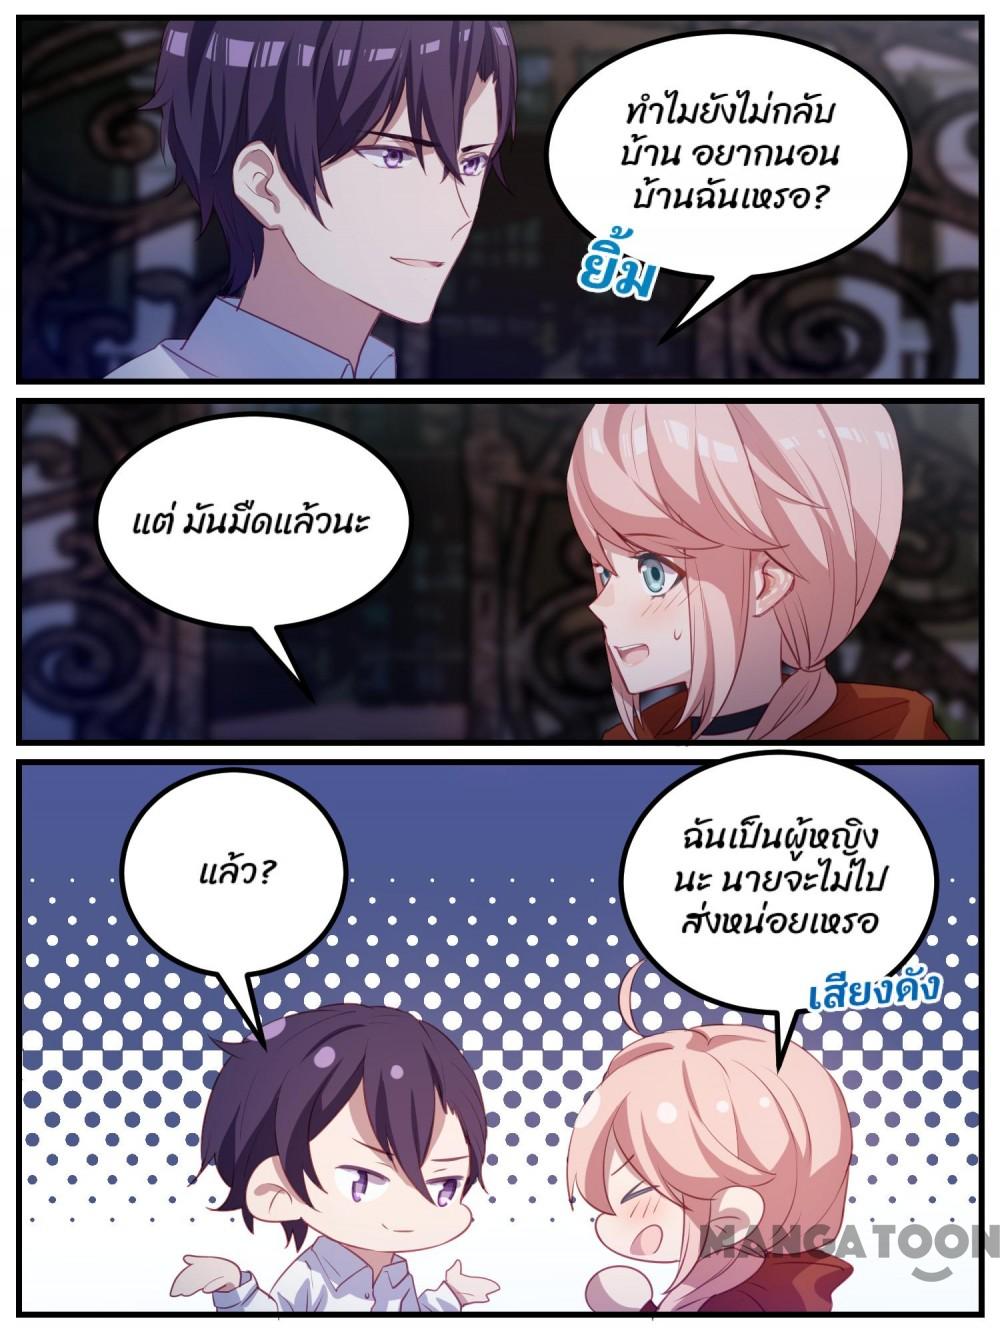 ทำไมยังไม่กลับ
บ้าน อยากนอน
บ้านฉันเหรอ?
ยิ้ม
แต่ มันมืดแล้วนะ
แล้ว?
ฉันเป็นผู้หญิง
นะ นายจะไม่ไป
ส่งหน่อยเหรอ
เสียงดัง
MANGATOON